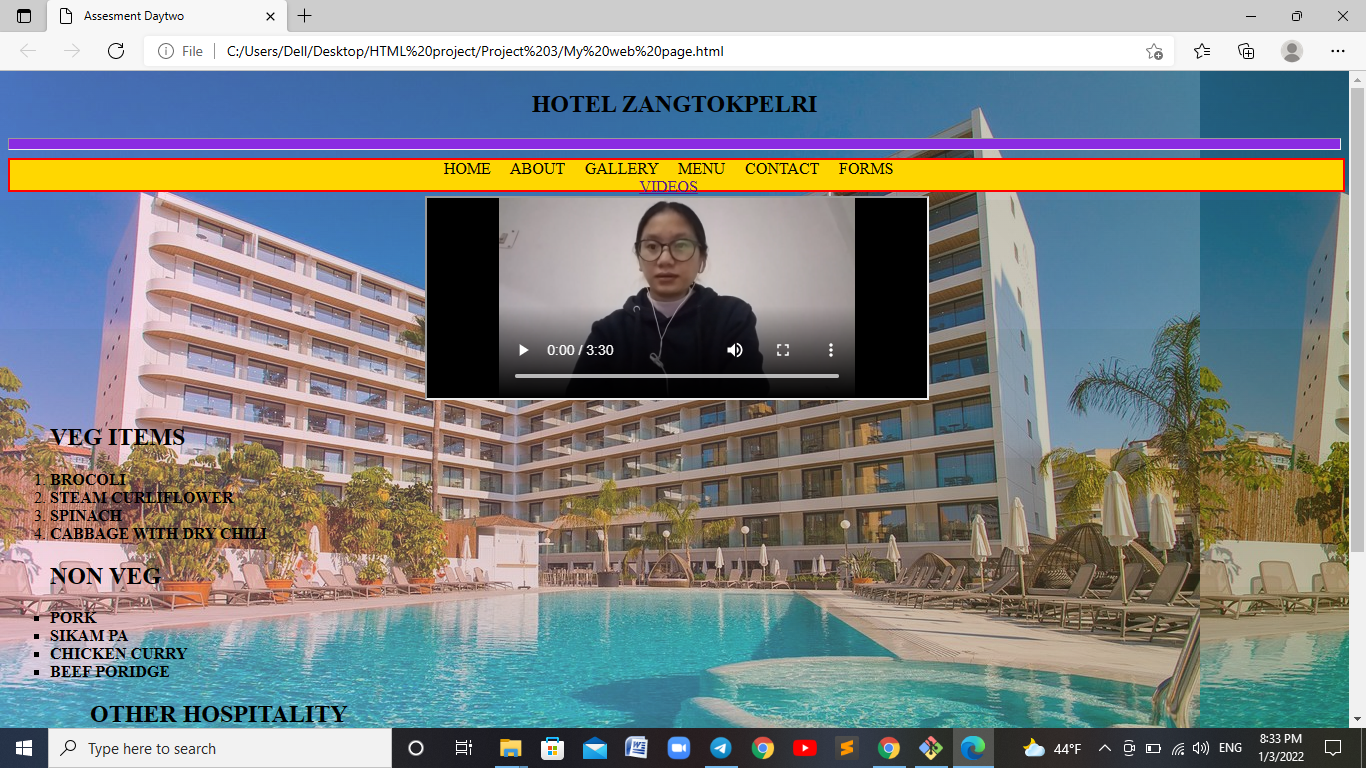 Assesment Daytwo
File
C:/Users/Dell/Desktop/HTML%20project/Project%203/My%20web%20page.html
HOTEL ZANGTOKPELRI
HOME ABOUT GALLERY MENU CONTACT FORMS
VIDEOS
0:00 / 3:30
VEG ITEMS
1. BROCOLI
2. STEAM CURLIFLOWER
3. SPINACH
4. CABBAGE WITH DRY CHILI
NON VEG
PORK
SIKAM PA
CHICKEN CURRY
BEEF PORIDGE
OTHER HOSPITALITY
Type here to search
44°F
ENG
8:33 PM
1/3/2022